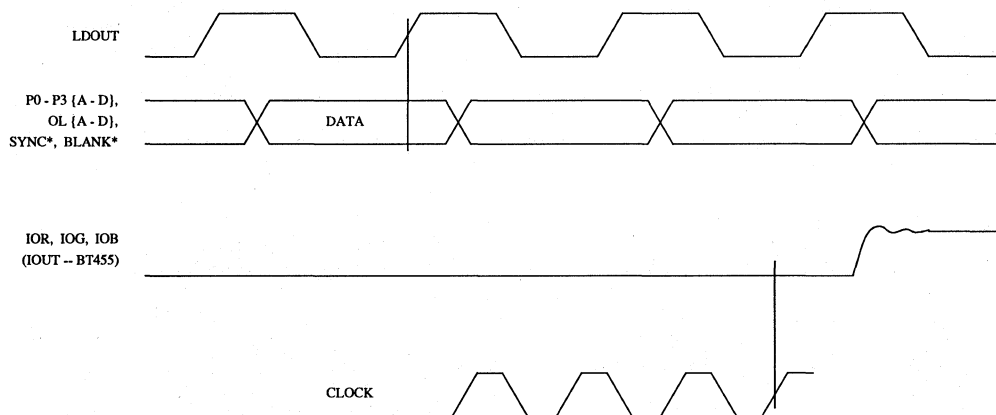 LDOUT
P0 - P3 {A - D},
OL {A - D},
SYNC*, BLANK*
DATA
IOR, IOG, IOB
(IOUT -- BT455)
CLOCK